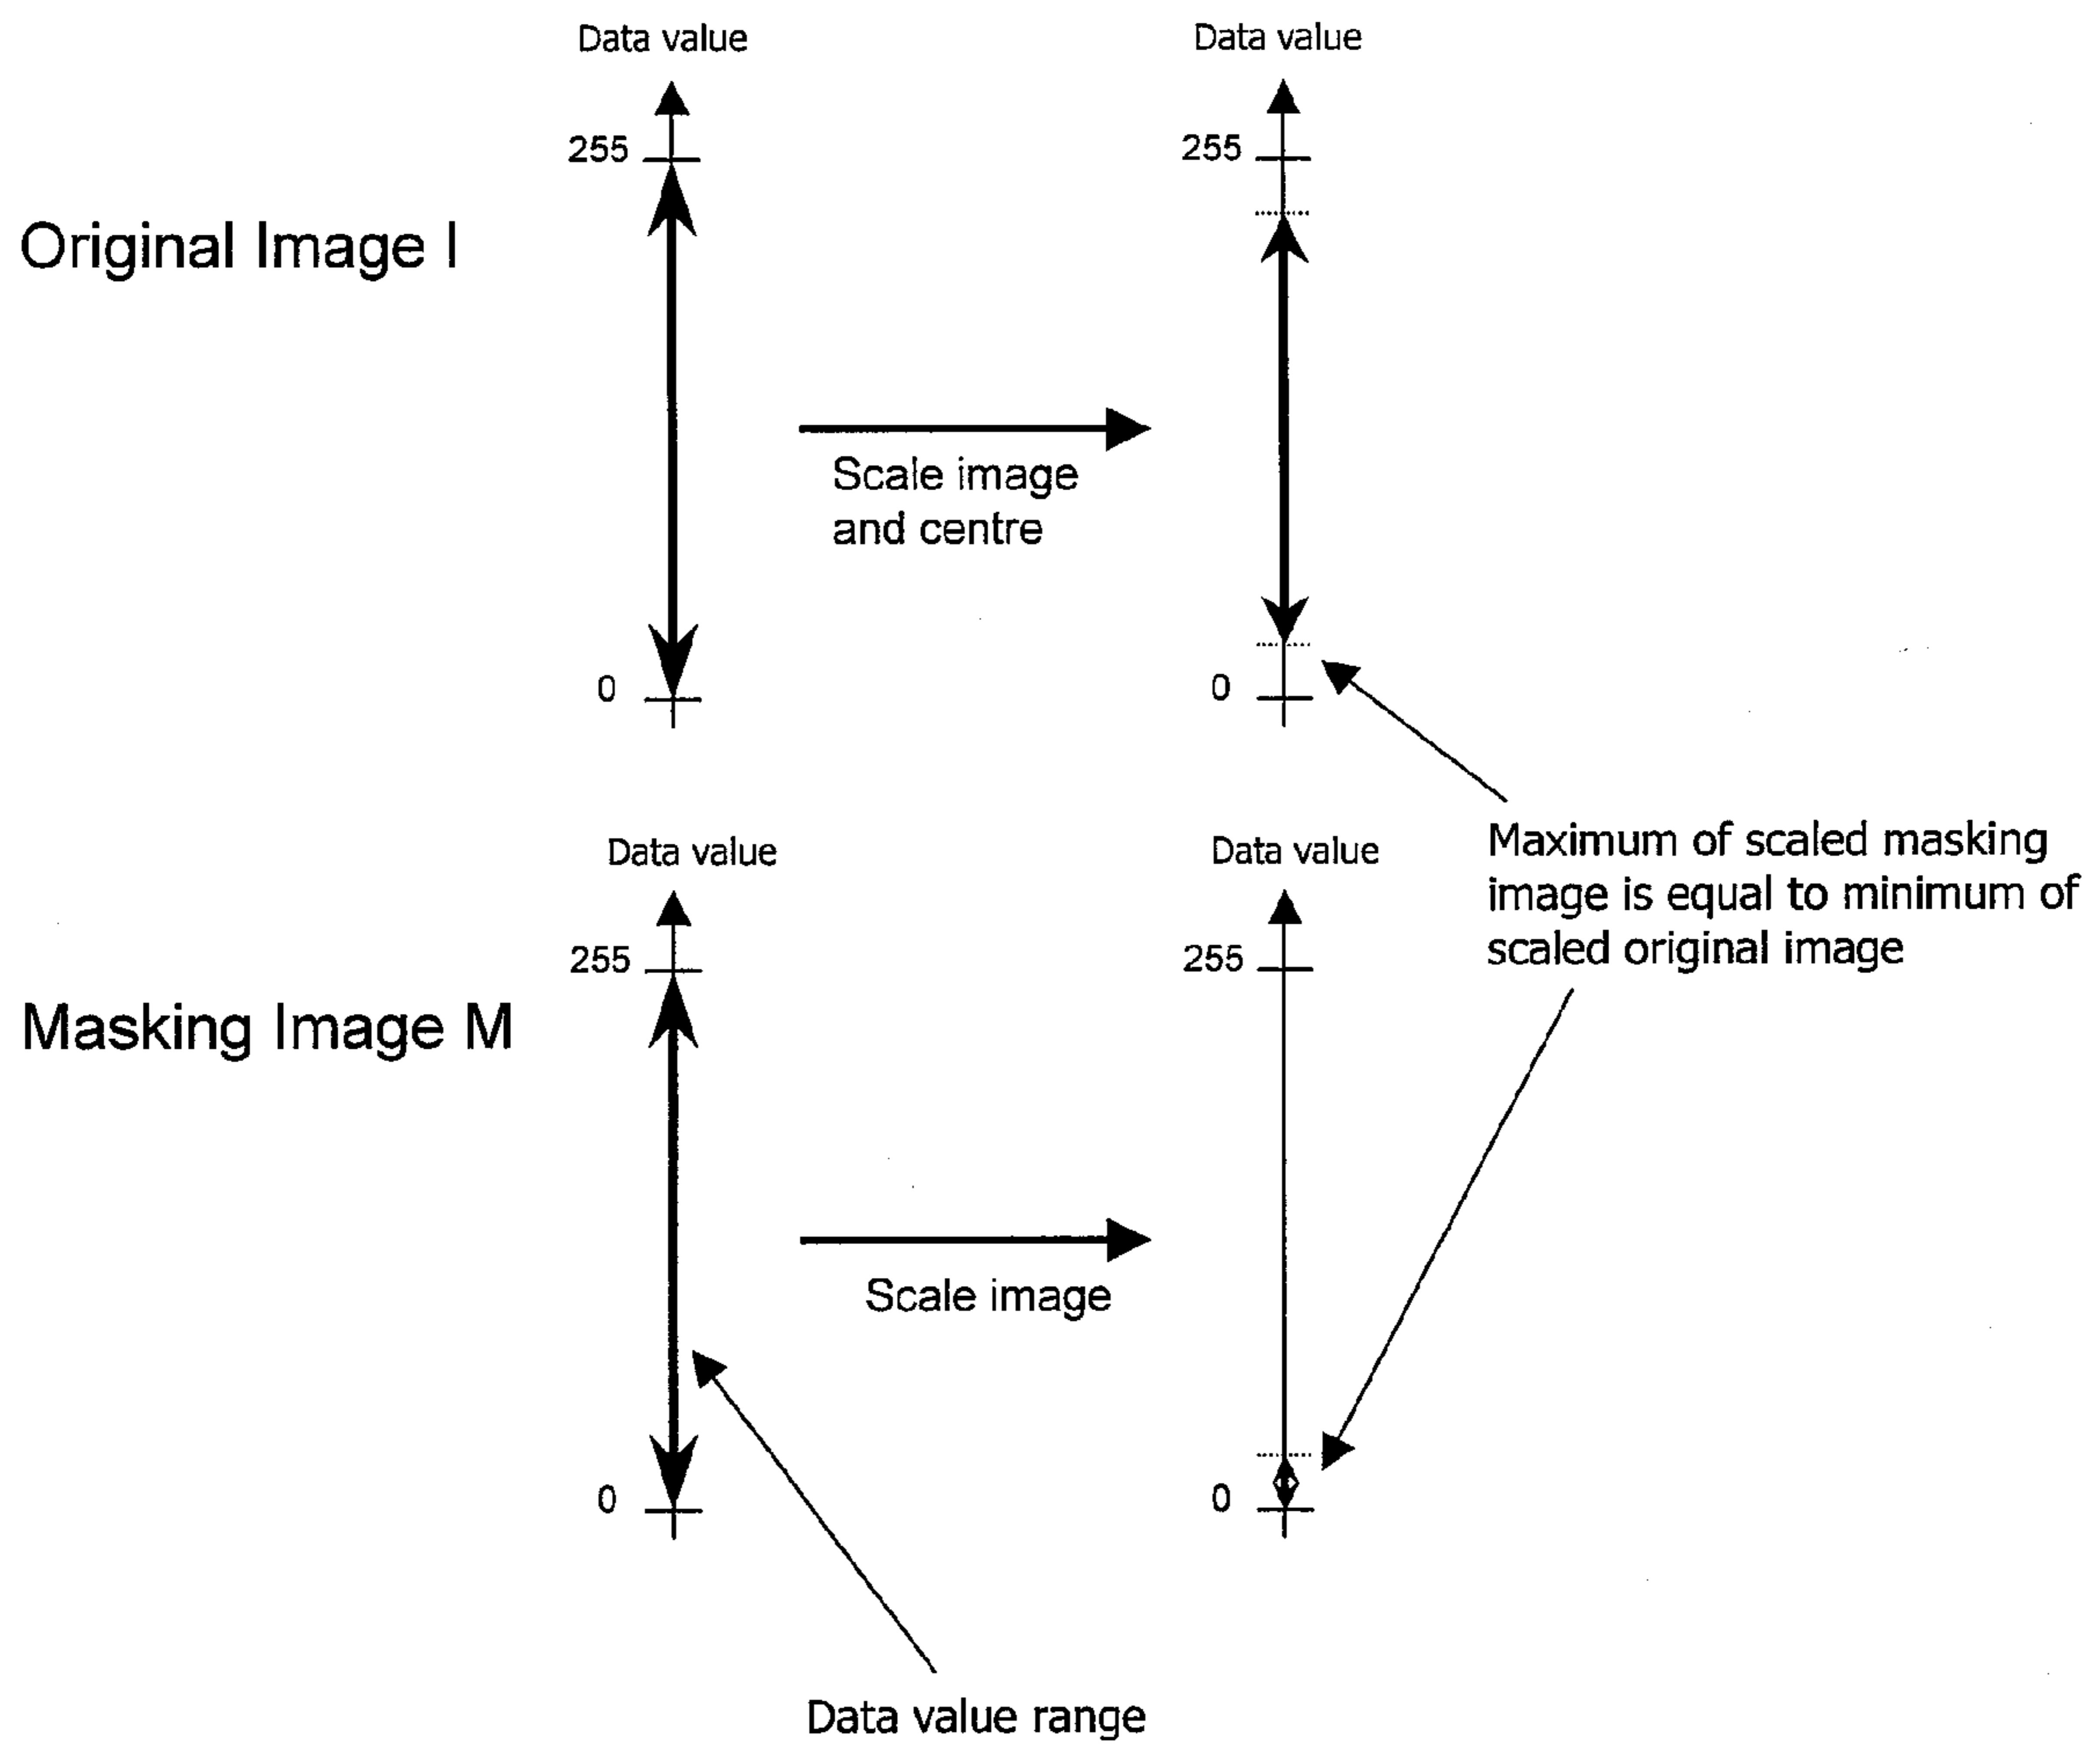 Data value
Data value
255
255
Original Image I
Scale image
and centre
0
0
Maximum of scaled masking
image is equal to minimum of
scaled original image
Data value
Data value
255
255
Masking Image M
Scale image
0
0
Data value range